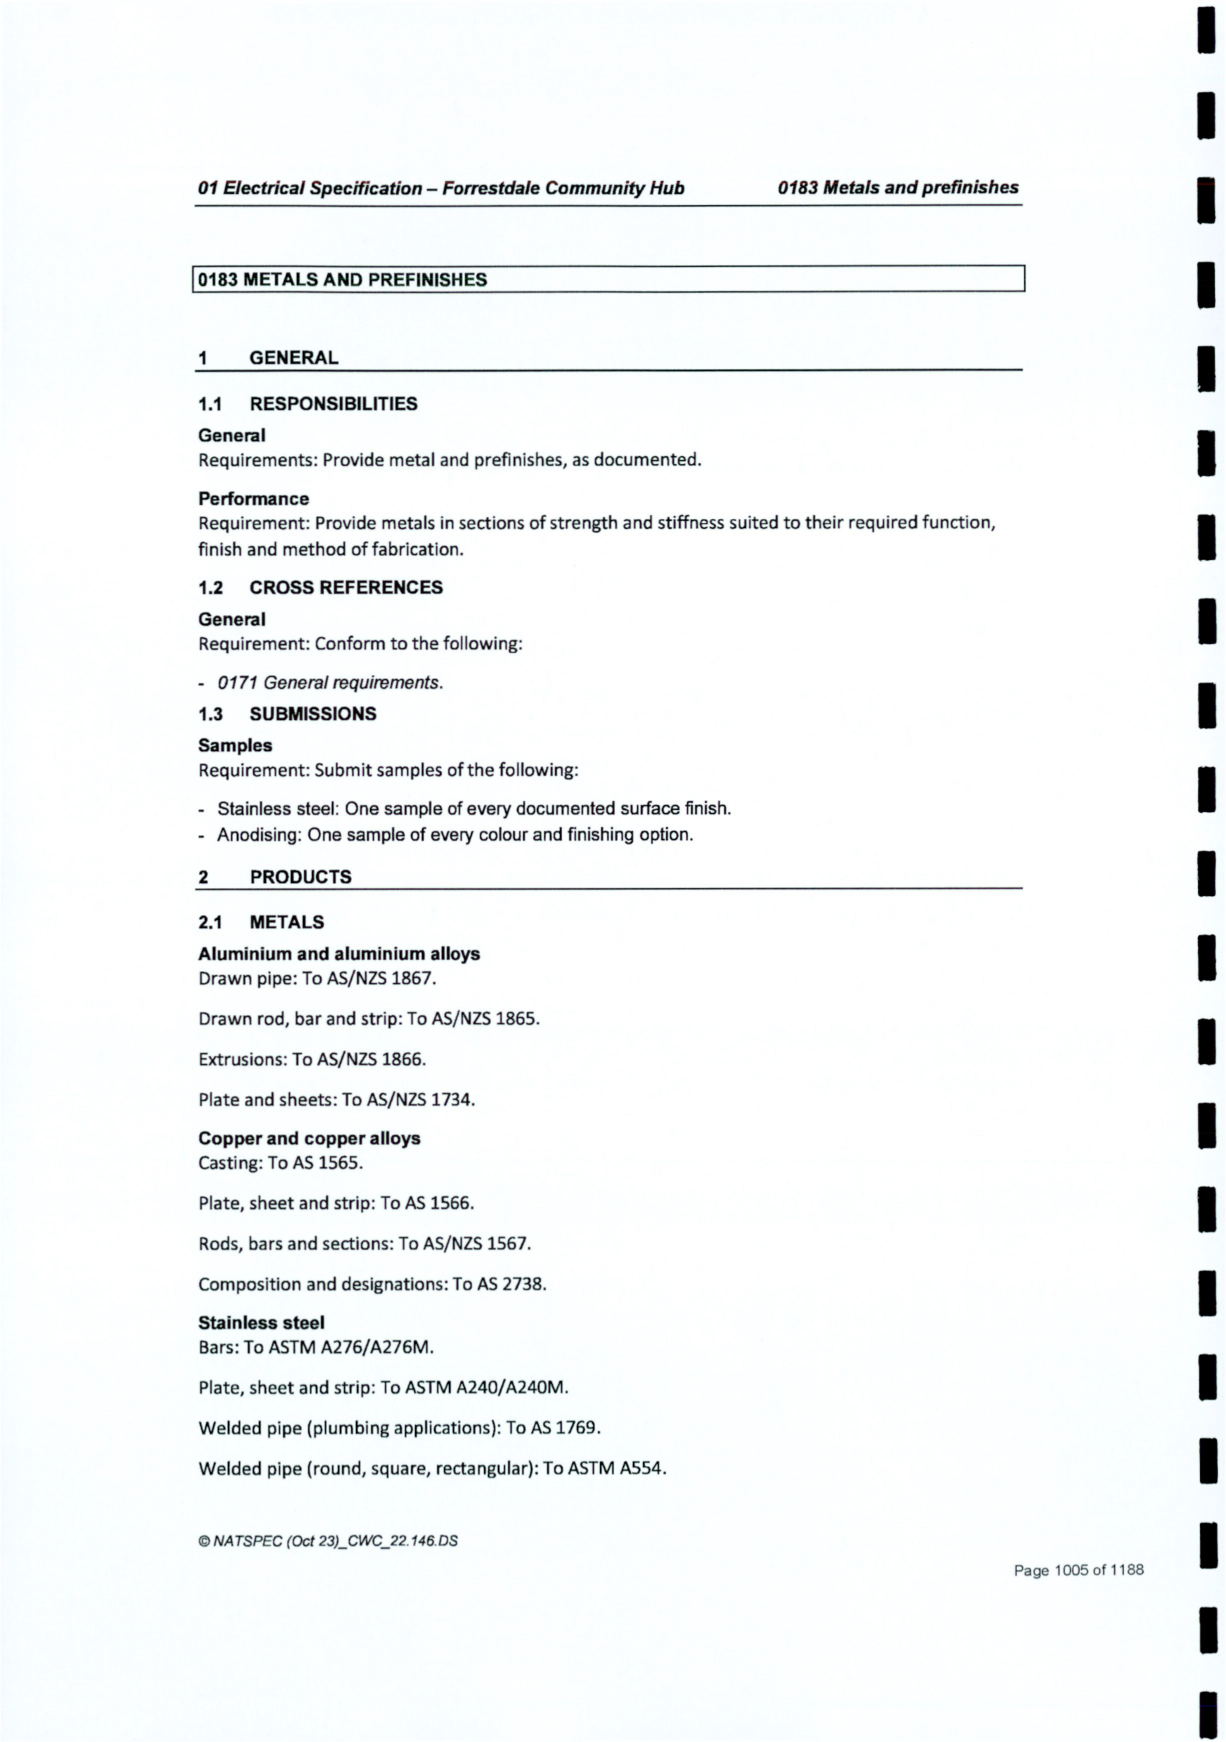 01 Electrical Specification – Forrestdale Community Hub 0183 Metals and prefinishes
0183 METALS AND PREFINISHES
1 GENERAL
1.1 RESPONSIBILITIES
General
Requirements: Provide metal and prefinishes, as documented.
Performance
Requirement: Provide metals in sections of strength and stiffness suited to their required function,
finish and method of fabrication.
1.2 CROSS REFERENCES
General
Requirement: Conform to the following:
- 0171 General requirements.
1.3 SUBMISSIONS
Samples
Requirement: Submit samples of the following:
- Stainless steel: One sample of every documented surface finish.
- Anodising: One sample of every colour and finishing option.
2 PRODUCTS
2.1 METALS
Aluminium and aluminium alloys
Drawn pipe: To AS/NZS 1867.
Drawn rod, bar and strip: To AS/NZS 1865.
Extrusions: To AS/NZS 1866.
Plate and sheets: To AS/NZS 1734.
Copper and copper alloys
Casting: To AS 1565.
Plate, sheet and strip: To AS 1566.
Rods, bars and sections: To AS/NZS 1567.
Composition and designations: To AS 2738.
Stainless steel
Bars: To ASTM A276/A276M.
Plate, sheet and strip: To ASTM A240/A240M.
Welded pipe (plumbing applications): To AS 1769.
Welded pipe (round, square, rectangular): To ASTM A554.
© NATSPEC (Oct 23)_CWC_22.146.DS
Page 1005 of 1188